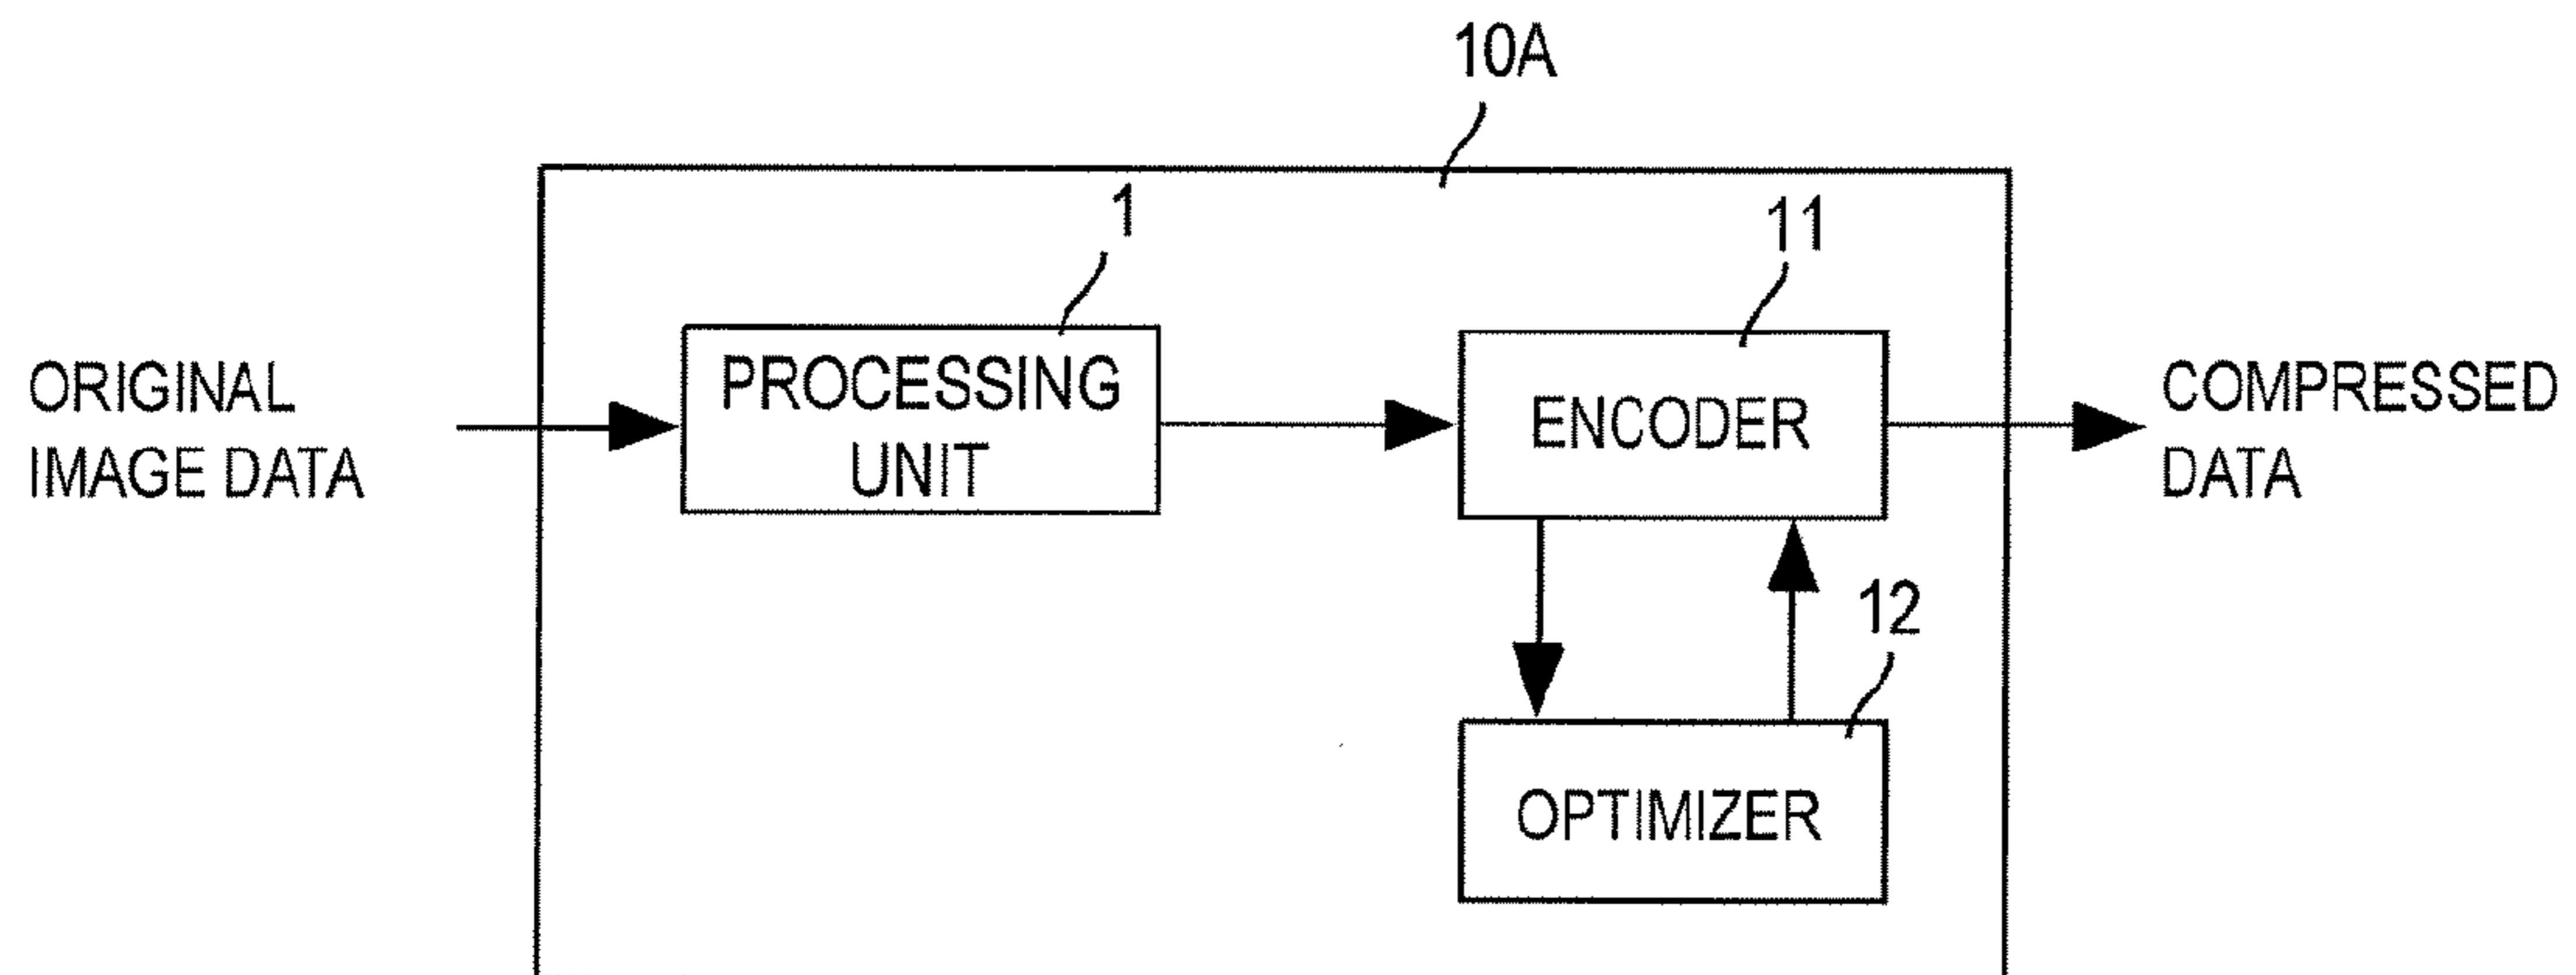 10A
1
11
ORIGINAL
IMAGE DATA
PROCESSING
UNIT
ENCODER
COMPRESSED
DATA
12
OPTIMIZER